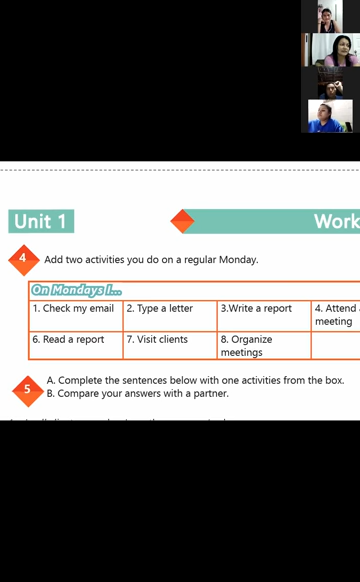 Unit 1
Work
4
Add two activities you do on a regular Monday.
On Mondays I...
1. Check my email
2. Type a letter
3.Write a report
4. Attend
meeting
6. Read a report
7. Visit clients
8. Organize
meetings
5
A. Complete the sentences below with one activities from the box.
B. Compare your answers with a partner.